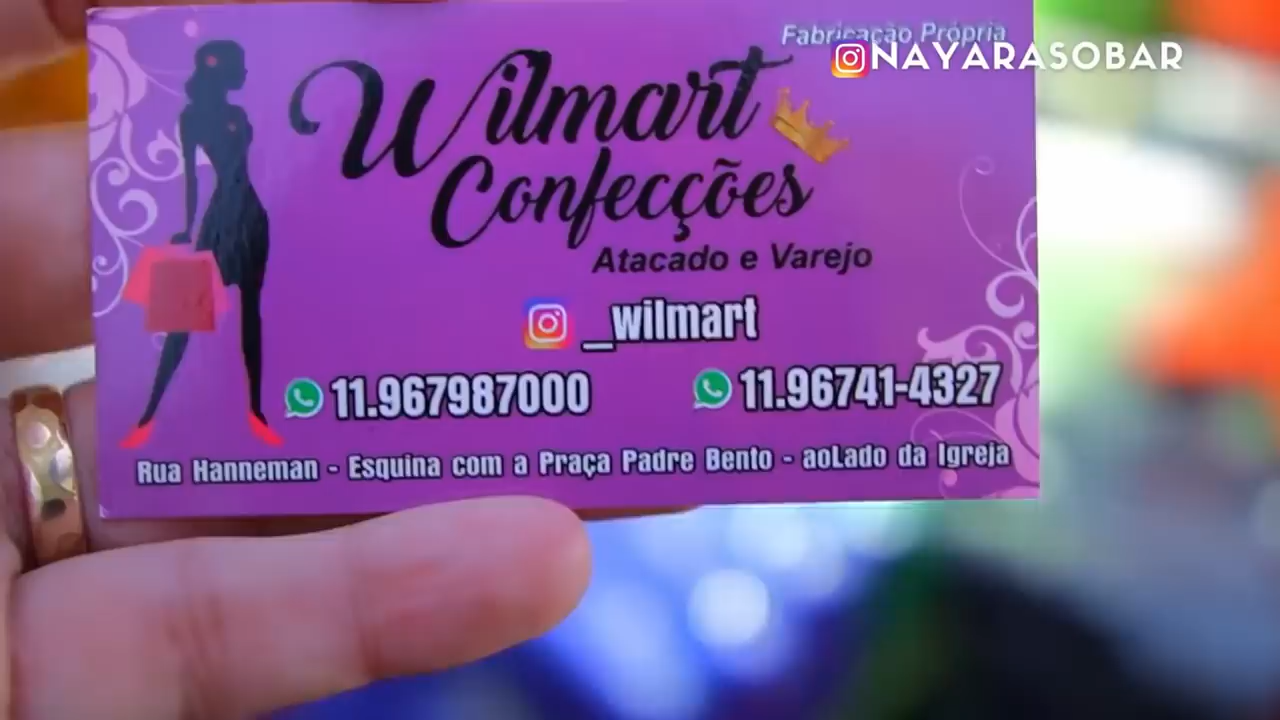 Fabricação Própria
NAYARASOBAR
Wilmart
Confecções
Atacado e Varejo
_wilmart
11.967987000
11.96741-4327
Rua Hanneman - Esquina com a Praça Padre Bento - aoLado da Igreja